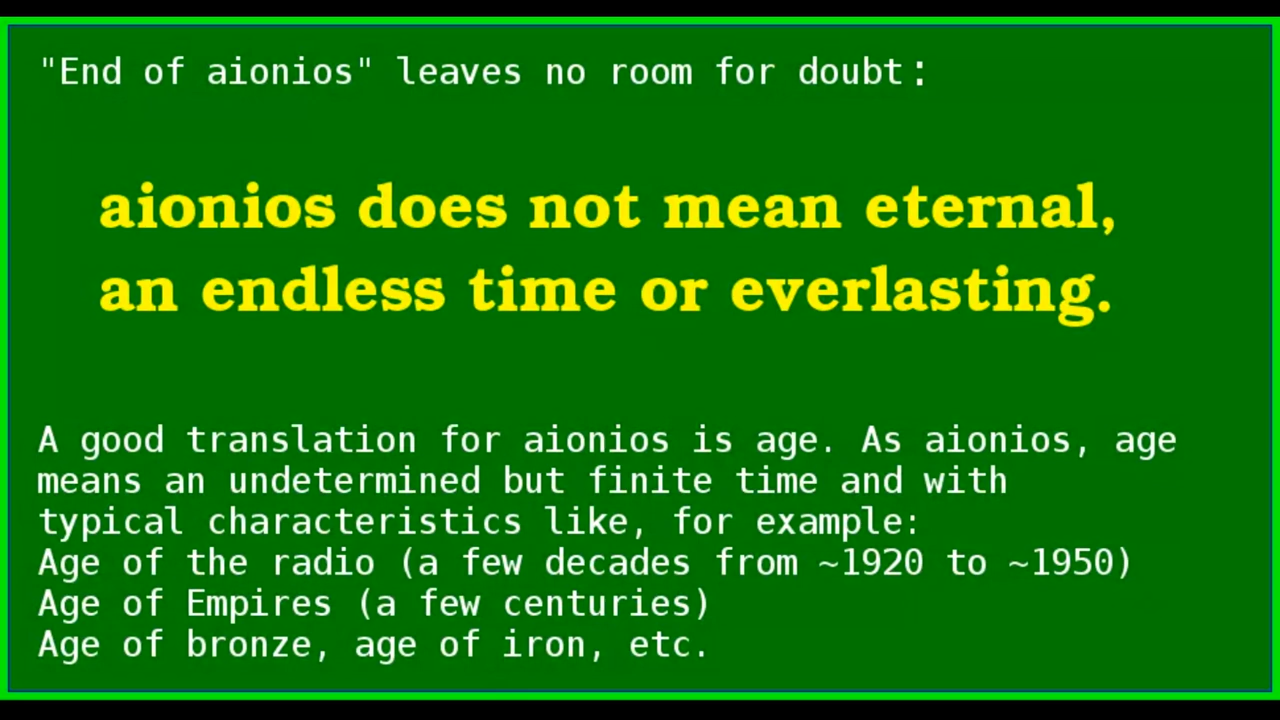 "End of aionios" leaves no room for doubt:
aionios does not mean eternal,
an endless time or everlasting.
A good translation for aionios is age. As aionios, age
means an undetermined but finite time and with
typical characteristics like, for example:
Age of the radio (a few decades from ~1920 to ~1950)
Age of Empires (a few centuries)
Age of bronze, age of iron, etc.